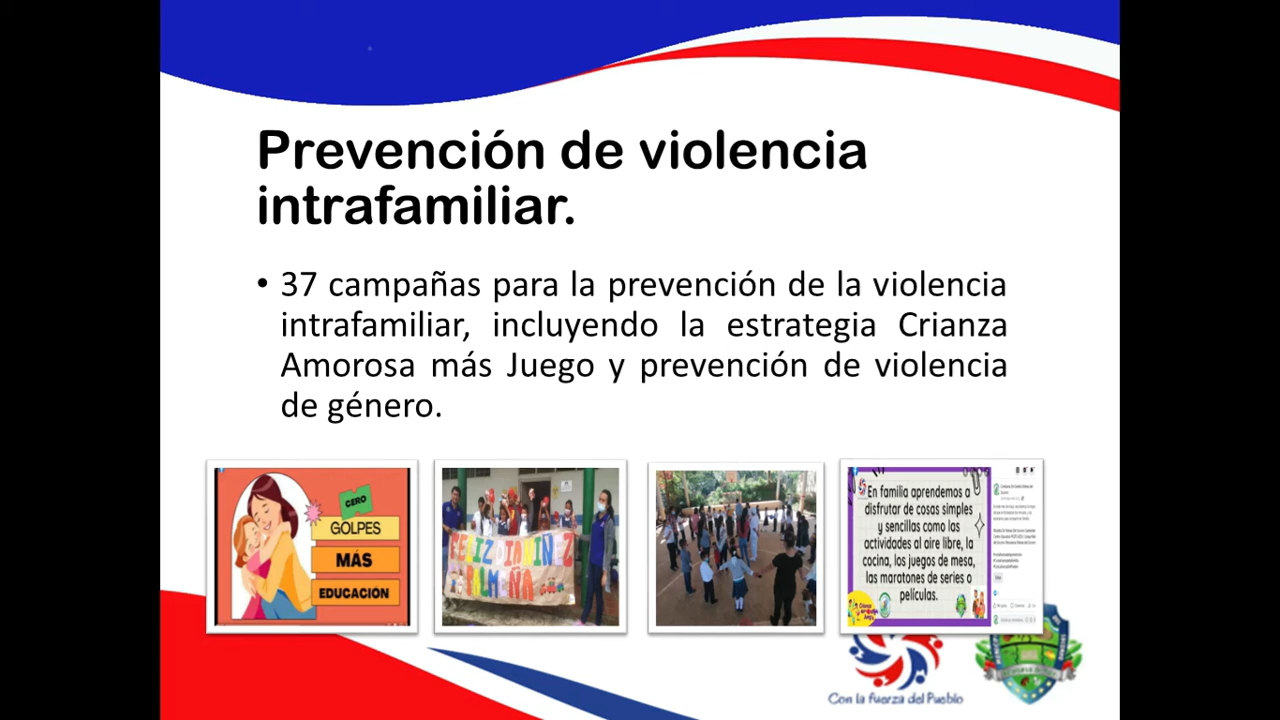 Prevención de violencia
intrafamiliar.
• 37 campañas para la prevención de la violencia
intrafamiliar, incluyendo la estrategia Crianza
Amorosa más Juego y prevención de violencia
de género.
CERO
GOLPES
MÁS
EDUCACIÓN
En familia aprendemos a
disfrutar de cosas simples
y sencillas como las
actividades al aire libre, la
cocina, los juegos de mesa,
las maratones de series o
películas.
Con la fuerza del Pueblo